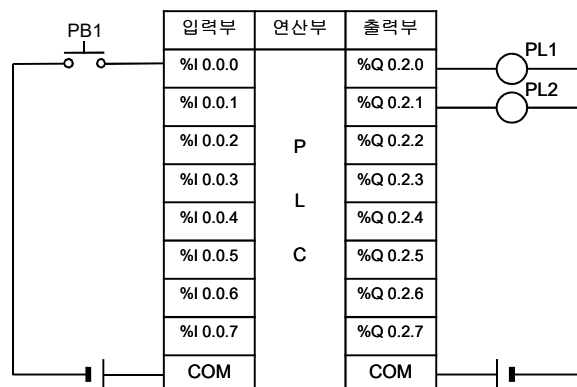 PB1
입력부 연산부 출력부
PL1
%I 0.0.0 %Q 0.2.0
PL2
%I 0.0.1 %Q 0.2.1
%I 0.0.2 P %Q 0.2.2
%I 0.0.3 %Q 0.2.3
L
%I 0.0.4 %Q 0.2.4
%I 0.0.5 C %Q 0.2.5
%I 0.0.6 %Q 0.2.6
%I 0.0.7 %Q 0.2.7
COM COM